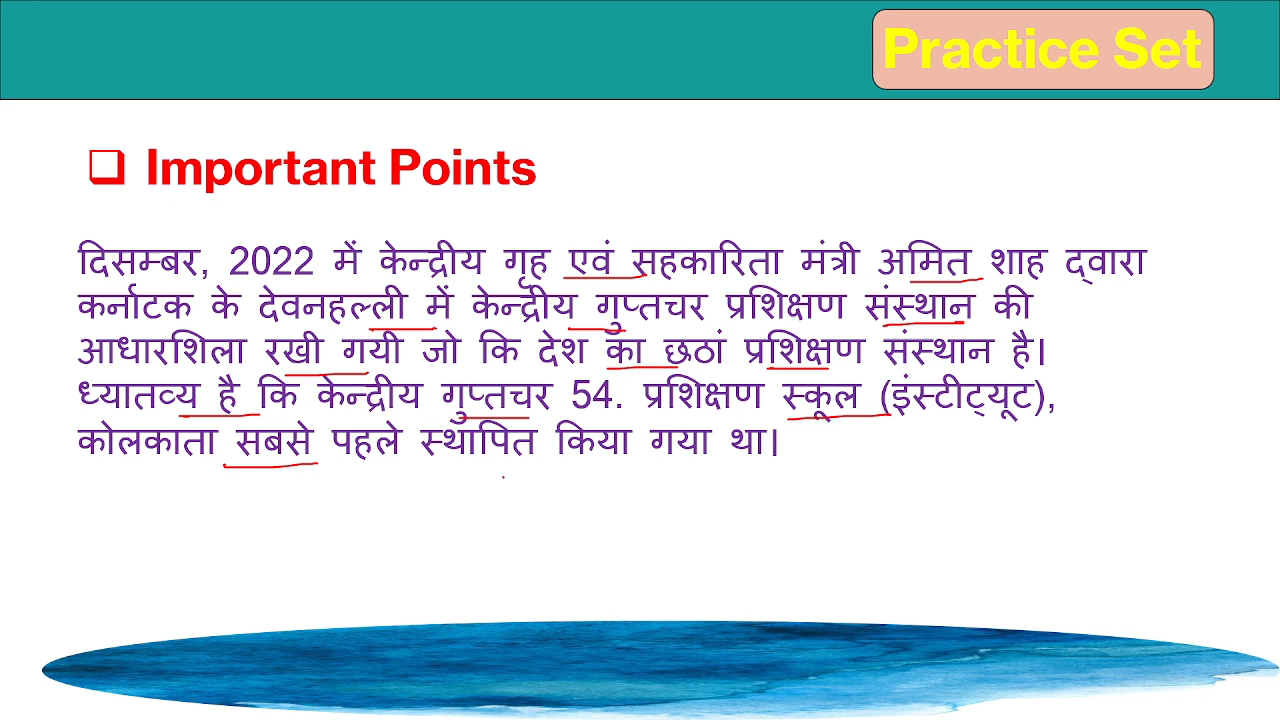 Practice Set
Important Points
दिसम्बर, 2022 में केन्द्रीय गृह एवं सहकारिता मंत्री अमित शाह द्वारा
कर्नाटक के देवनहल्ली में केन्द्रीय गुप्तचर प्रशिक्षण संस्थान की
आधारशिला रखी गयी जो कि देश का छठां प्रशिक्षण संस्थान है।
ध्यातव्य है कि केन्द्रीय गुप्तचर 54. प्रशिक्षण स्कूल (इंस्टीट्यूट),
कोलकाता सबसे पहले स्थापित किया गया था।